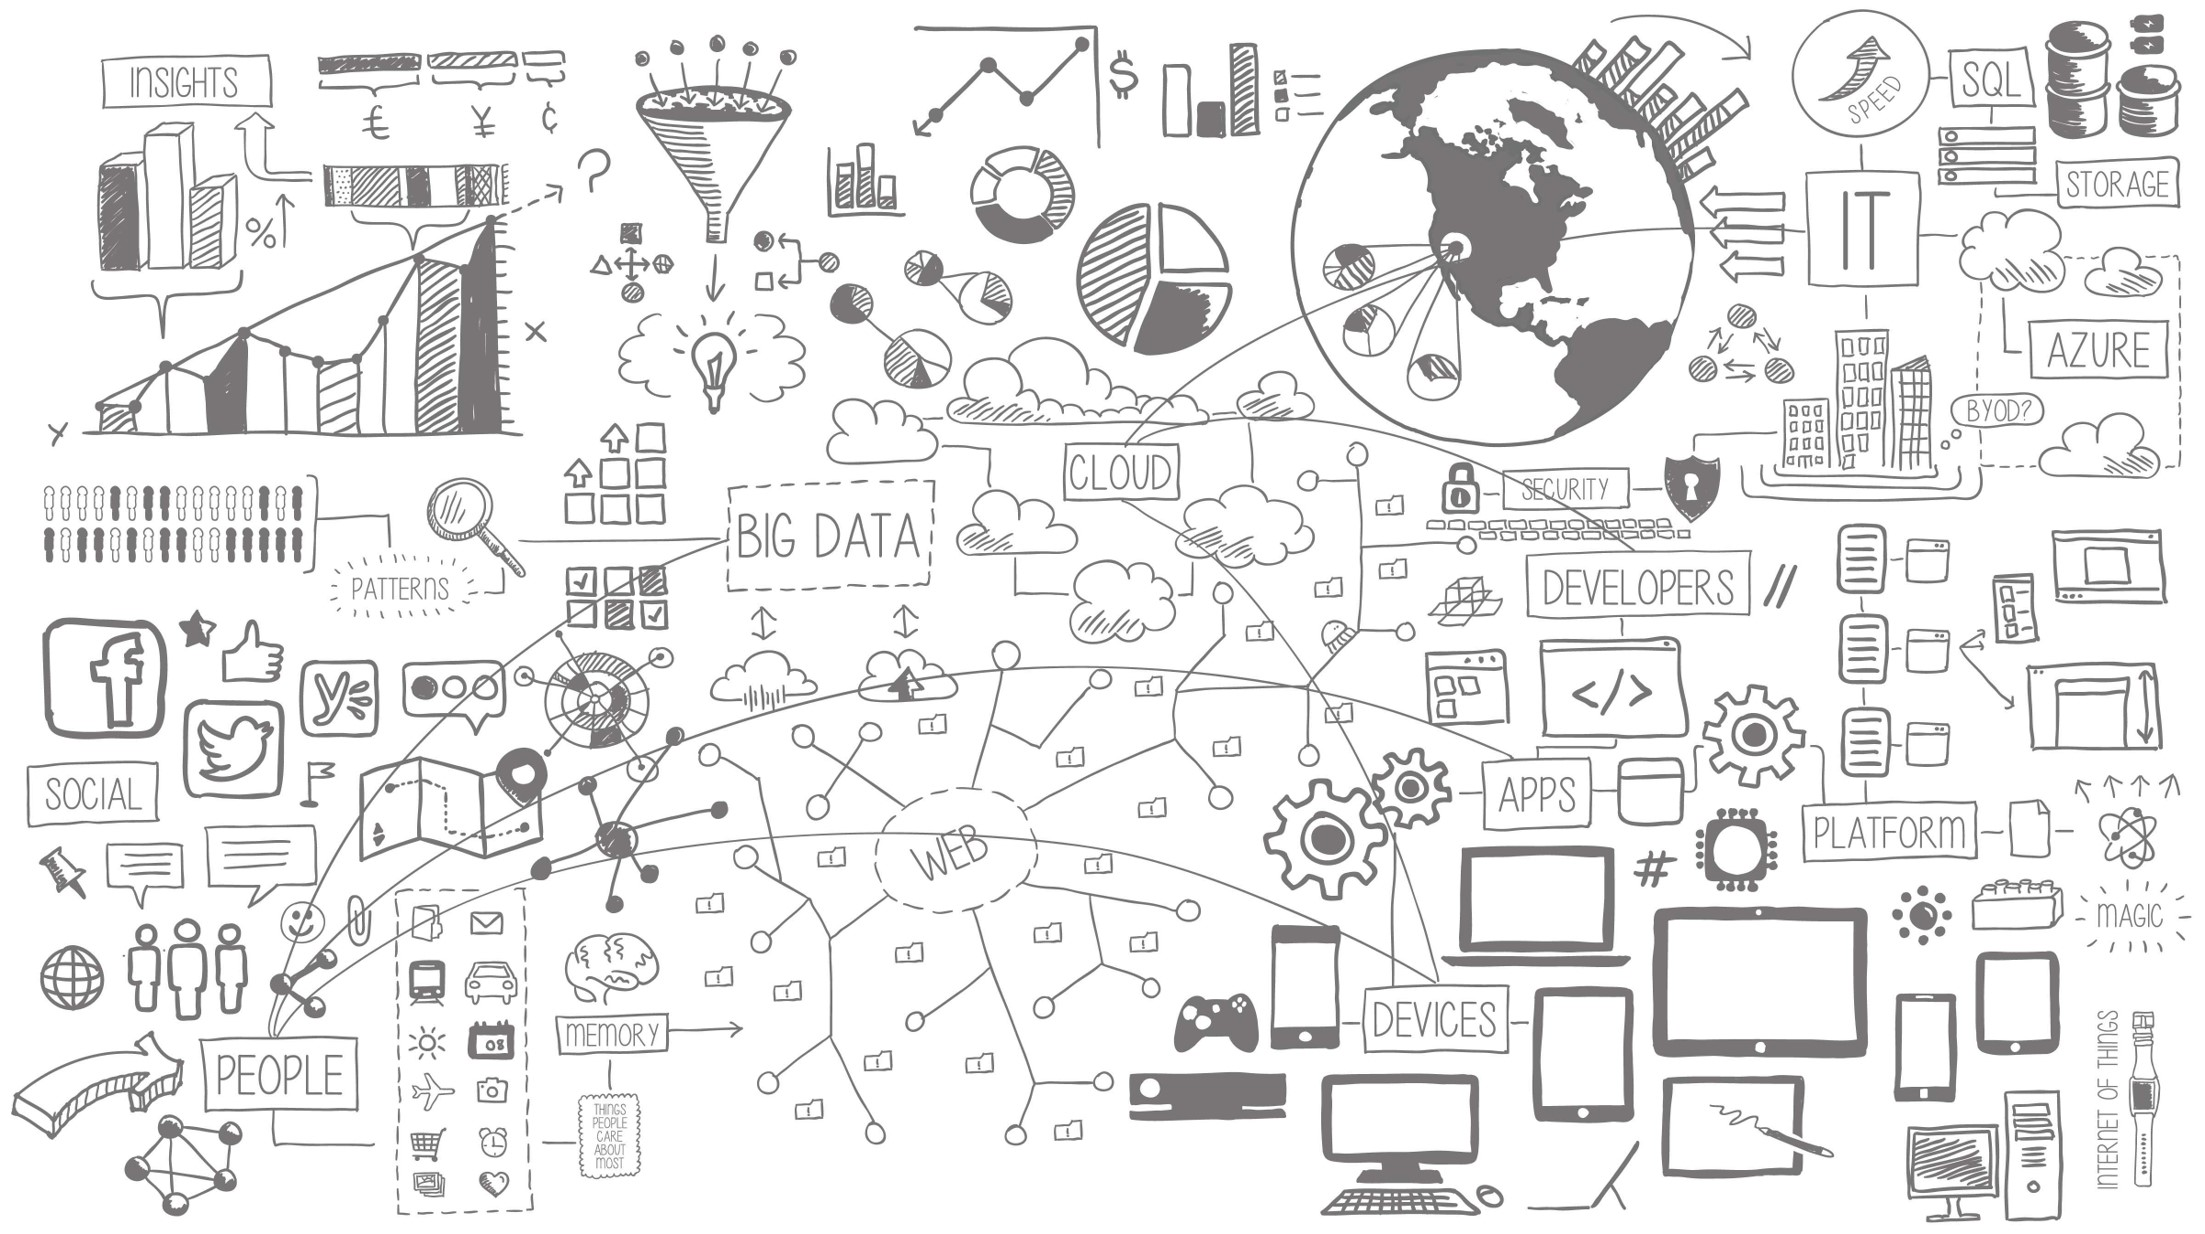 INSIGHTS
€
¥
¢
%
?
X
Y
$
SPEED
SQL
STORAGE
IT
AZURE
BYOD?
CLOUD
SECURITY
BIG DATA
PATTERNS
DEVELOPERS
//
</>
f
y
SOCIAL
APPS
PLATFORM
WEB
#
MAGIC
MEMORY
PEOPLE
08
THINGS
PEOPLE
CARE
ABOUT
MOST
DEVICES
INTERNET OF THINGS